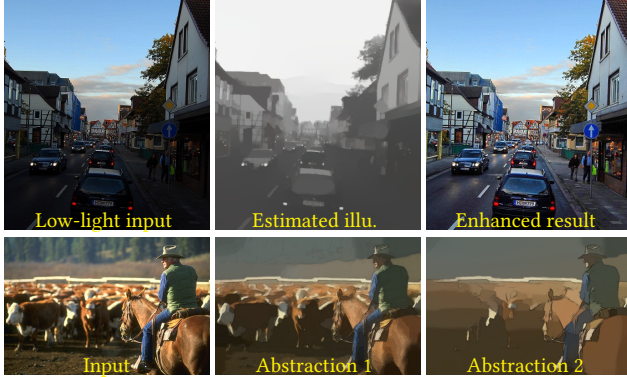 Low-light input
Estimated illu.
Enhanced result
Input
Abstraction 1
Abstraction 2